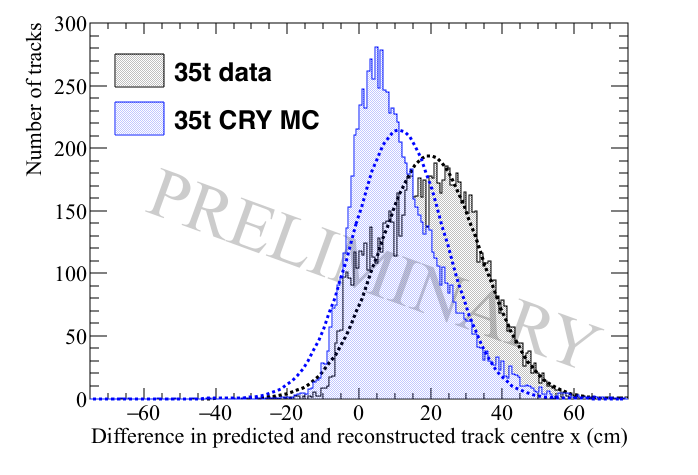 Number of tracks
300
250
200
150
100
50
0
35t data
35t CRY MC
PRELIMINARY
−60 −40 −20 0 20 40 60
Difference in predicted and reconstructed track centre x (cm)